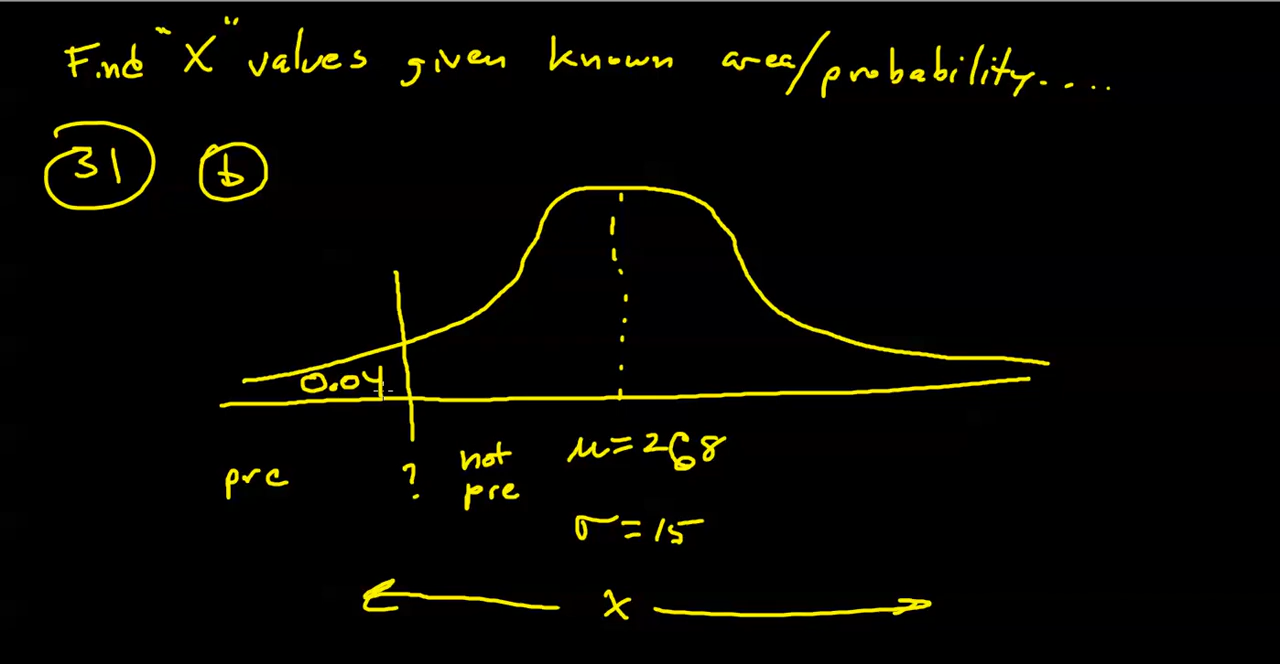 Find "X" values given known area/probability....
31 b
0.04
pre ? not pre
μ=268
σ=15
x